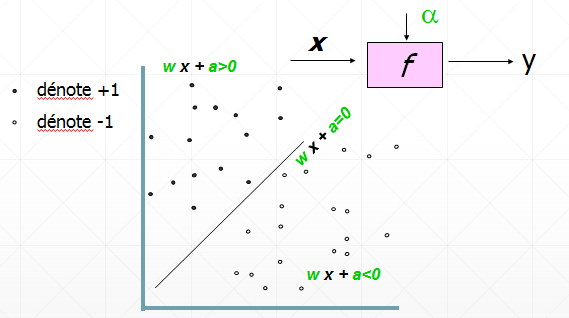 α
x
f
y
w x + a>0
dénote +1
dénote -1
w x + a=0
w x + a<0